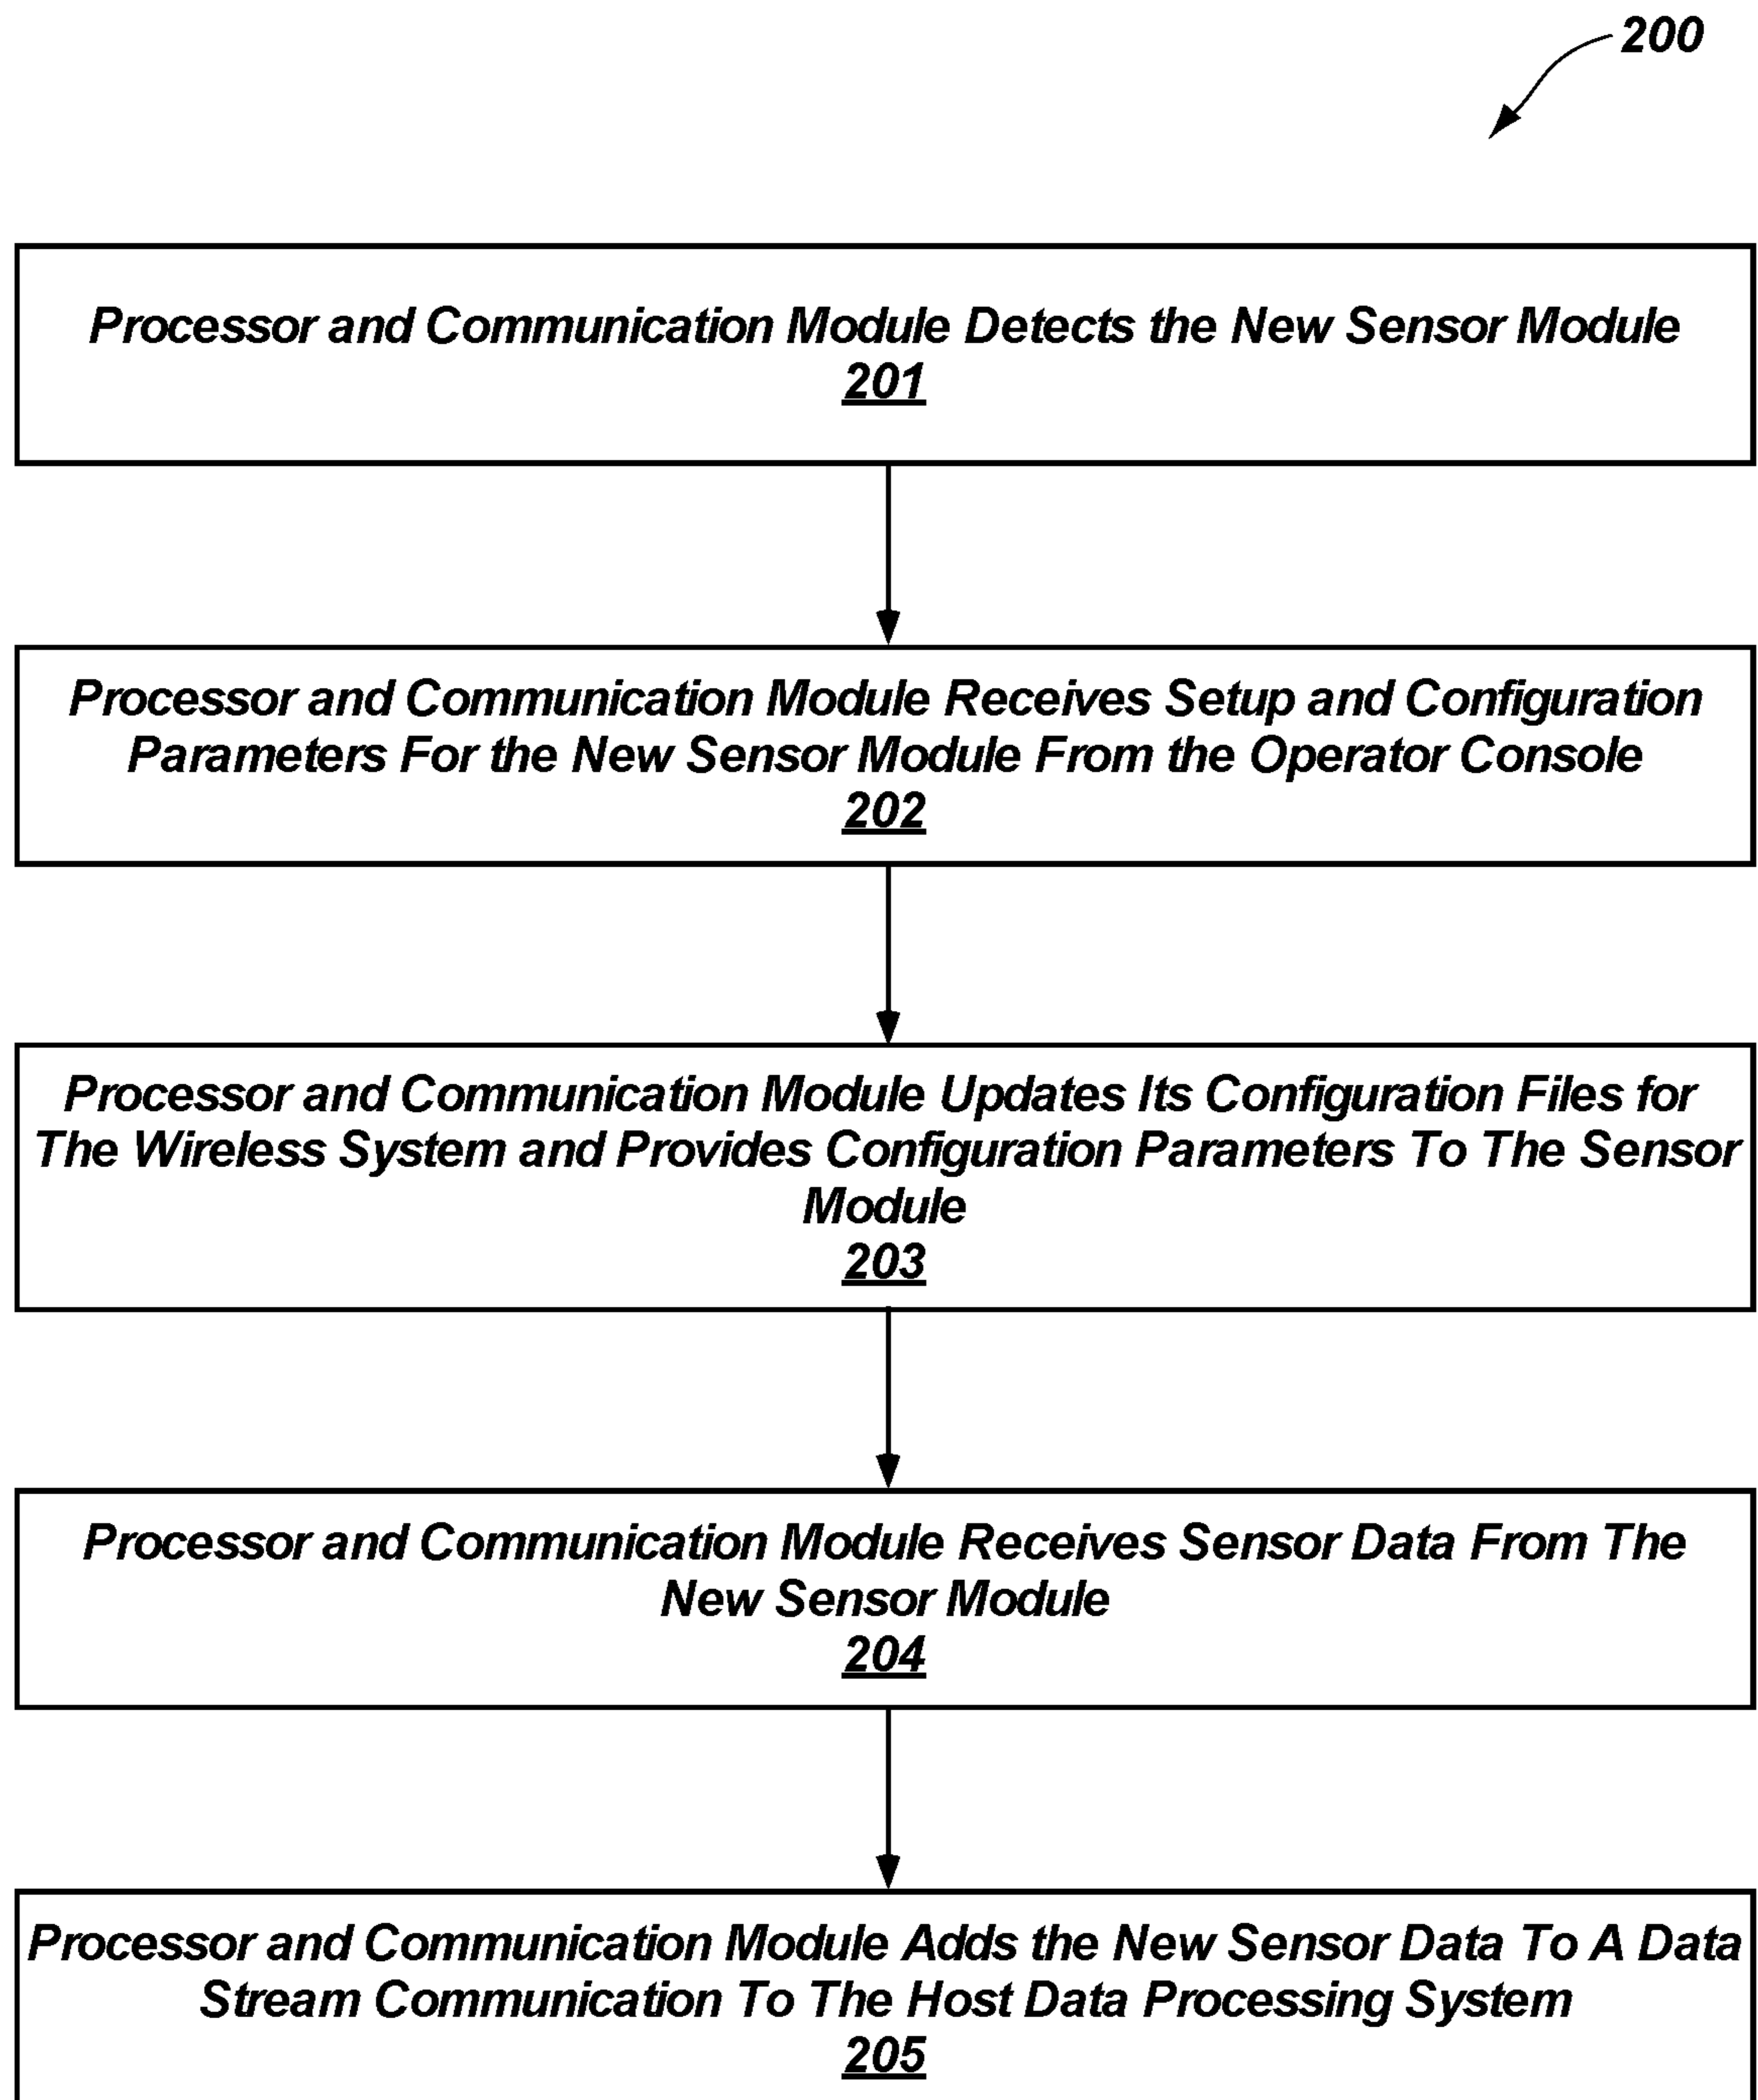 200
Processor and Communication Module Detects the New Sensor Module
201
Processor and Communication Module Receives Setup and Configuration
Parameters For the New Sensor Module From the Operator Console
202
Processor and Communication Module Updates Its Configuration Files for
The Wireless System and Provides Configuration Parameters To The Sensor
Module
203
Processor and Communication Module Receives Sensor Data From The
New Sensor Module
204
Processor and Communication Module Adds the New Sensor Data To A Data
Stream Communication To The Host Data Processing System
205